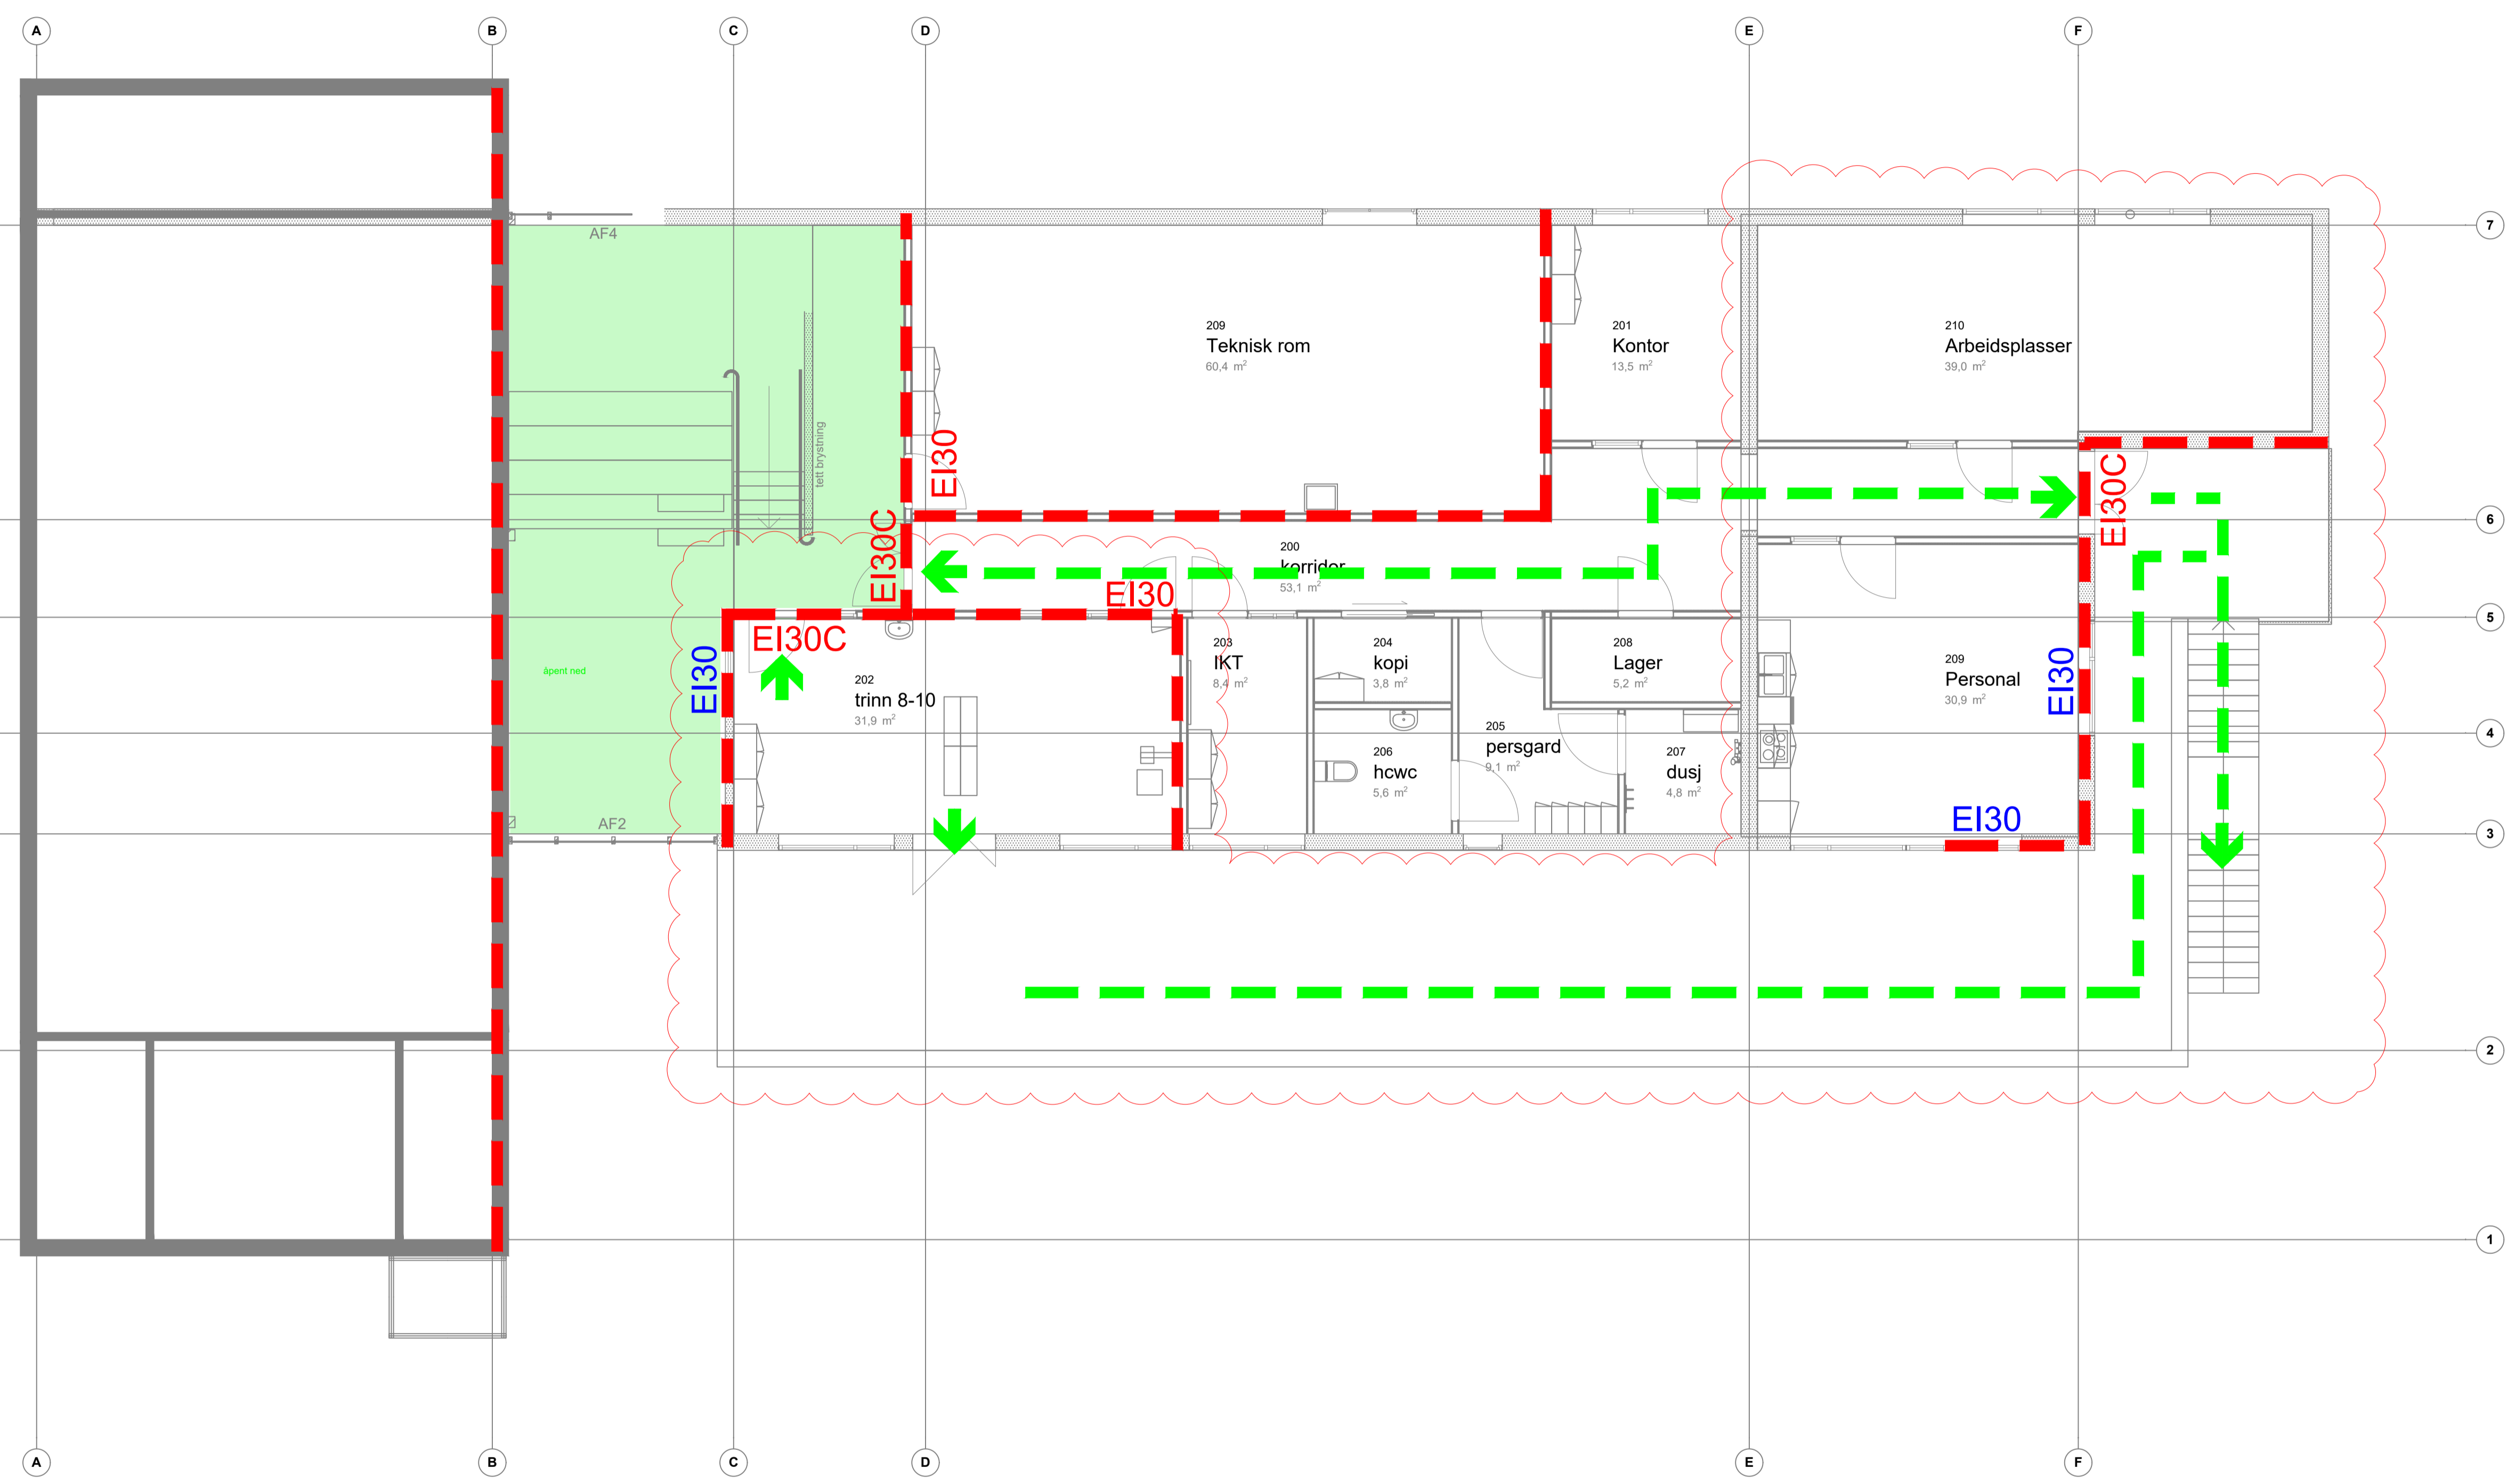 A
B
C
D
E
F
AF4
7
209
Teknisk rom
60,4 m²
201
Kontor
13,5 m²
210
Arbeidsplasser
39,0 m²
tett brystning
EI30
EI30C
EI30C
6
200
korridor
53,1 m²
EI30
5
EI30C
EI30
åpent ned
202
trinn 8-10
31,9 m²
203
IKT
8,4 m²
204
kopi
3,8 m²
208
Lager
5,2 m²
209
Personal
30,9 m²
EI30
4
205
persgard
9,1 m²
206
hcwc
5,6 m²
207
dusj
4,8 m²
AF2
EI30
3
2
1
A
B
C
D
E
F